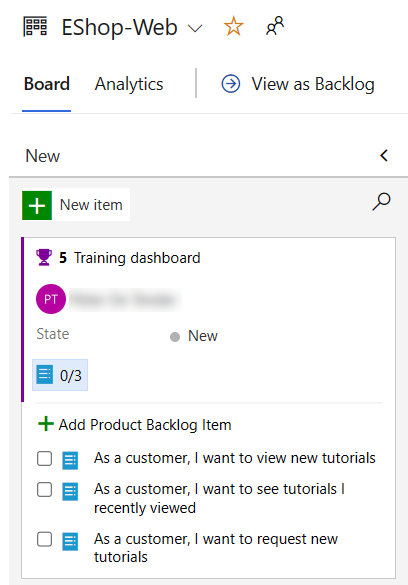 EShop-Web
Board Analytics View as Backlog
New
New item
5 Training dashboard
PT
State New
0/3
Add Product Backlog Item
As a customer, I want to view new tutorials
As a customer, I want to see tutorials I
recently viewed
As a customer, I want to request new
tutorials